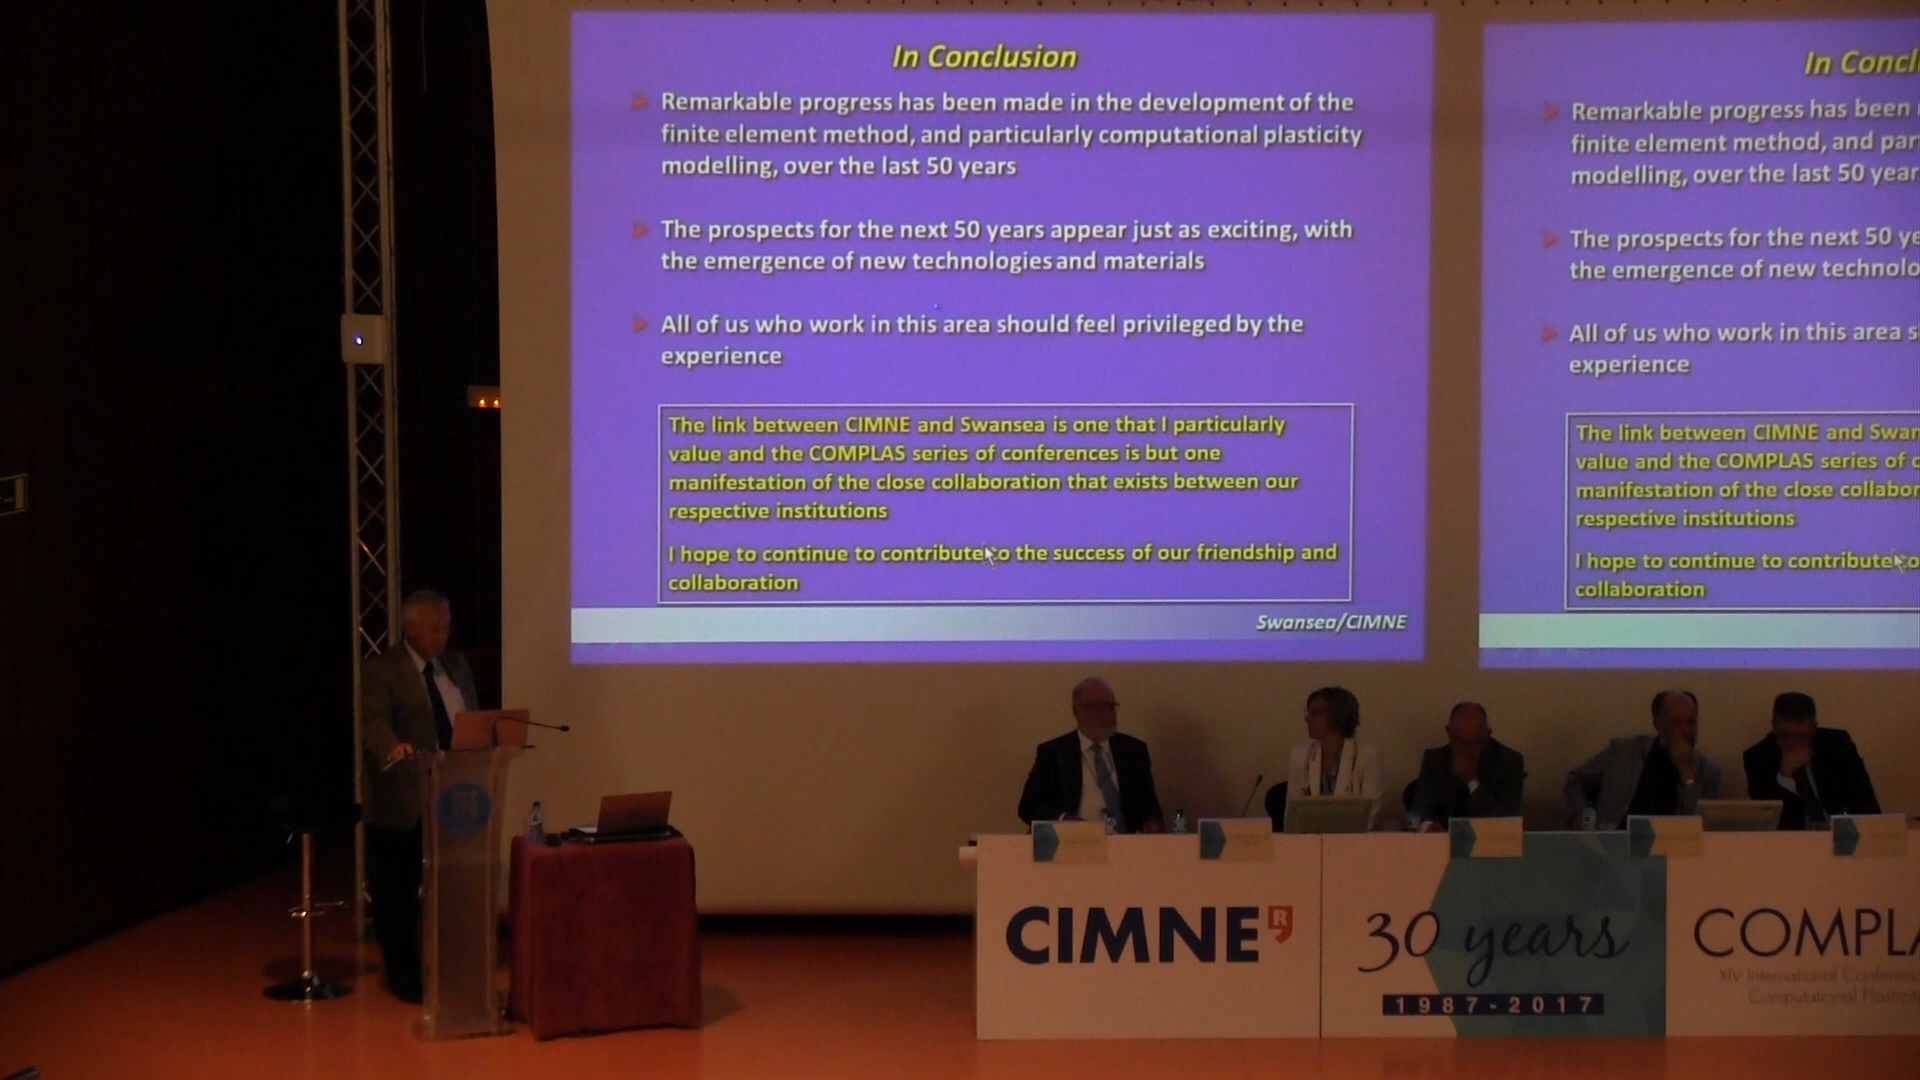 In Conclusion
Remarkable progress has been made in the development of the
finite element method, and particularly computational plasticity
modelling, over the last 50 years
The prospects for the next 50 years appear just as exciting, with
the emergence of new technologies and materials
All of us who work in this area should feel privileged by the
experience
The link between CIMNE and Swansea is one that I particularly
value and the COMPLAS series of conferences is but one
manifestation of the close collaboration that exists between our
respective institutions
I hope to continue to contribute to the success of our friendship and
collaboration
Swansea/CIMNE
In Concl
Remarkable progress has been
finite element method, and par
modelling, over the last 50 year
The prospects for the next 50 ye
the emergence of new technolo
All of us who work in this area s
experience
The link between CIMNE and Swan
value and the COMPLAS series of c
manifestation of the close collabor
respective institutions
I hope to continue to contribute to
collaboration
CIMNE R
30 years
1987-2017
COMPLA
XIV International Conferenc
Computational Plastici